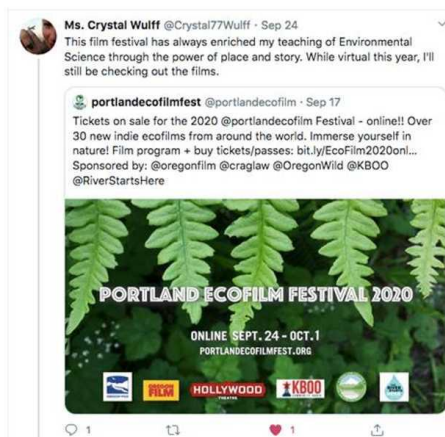 Ms. Crystal Wulff @Crystal77Wulff · Sep 24
This film festival has always enriched my teaching of Environmental
Science through the power of place and story. While virtual this year, I'll
still be checking out the films.
portlandecofilmfest @portlandecofilm · Sep 17
Tickets on sale for the 2020 @portlandecofilm Festival - online!! Over
30 new indie ecofilms from around the world. Immerse yourself in
nature! Film program + buy tickets/passes: bit.ly/EcoFilm2020onl...
Sponsored by: @oregonfilm @craglaw @OregonWild @KBOO
@RiverStartsHere
PORTLAND ECOFILM FESTIVAL 2020
ONLINE SEPT. 24 - OCT. 1
PORTLANDECOFILMFEST.ORG
OREGON
FILM
HOLLYWOOD
THEATRE
KBOO
1
1